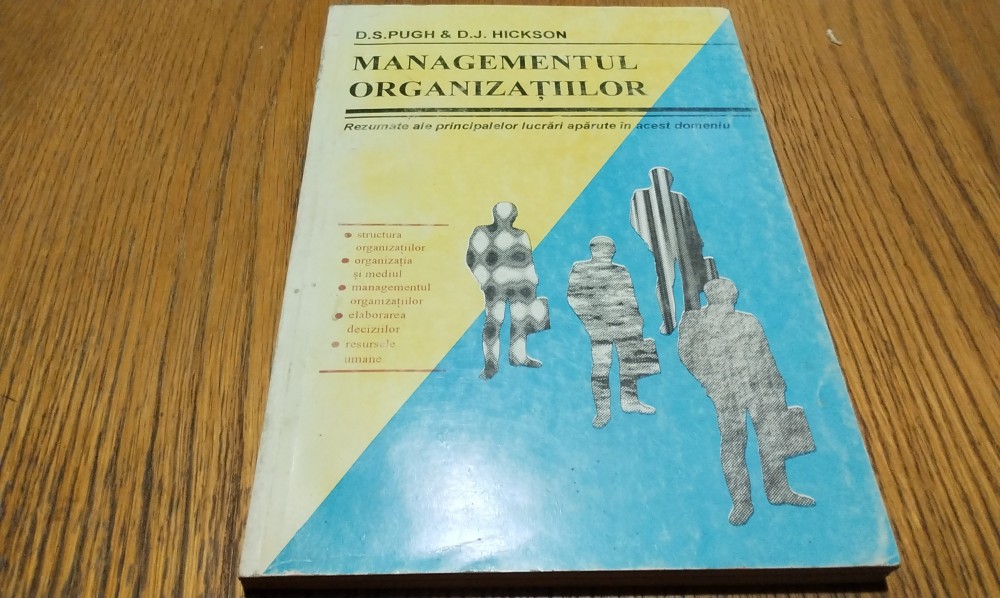 D.S.PUGH & D.J. HICKSON
MANAGEMENTUL
ORGANIZAȚIILOR
Rezumate ale principalelor lucrări apărute în acest domeniu
• structura
organizațiilor
• organizația
și mediul
• managementul
organizațiilor
• elaborarea
deciziilor
• resursele
umane